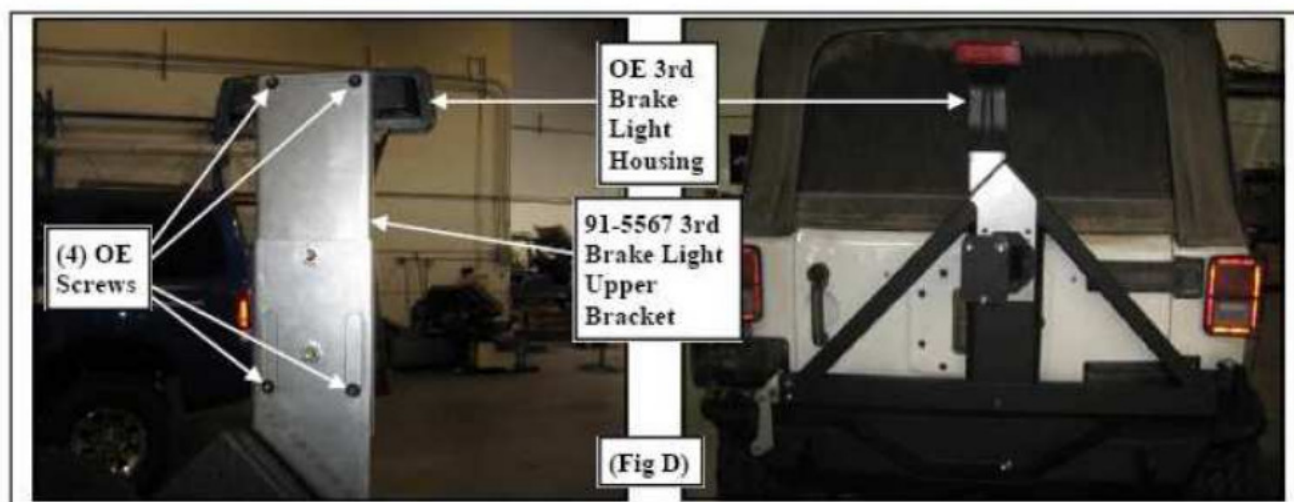 OE 3rd
Brake
Light
Housing
(4) OE
Screws
91-5567 3rd
Brake Light
Upper
Bracket
(Fig D)